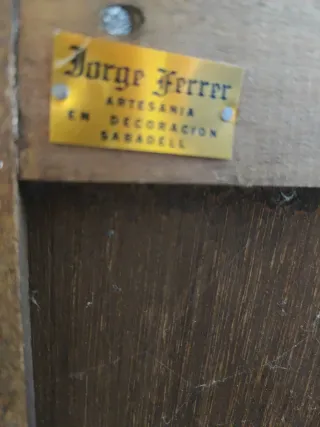 Jorge Ferrer
ARTESANIA
EN DECORACION
SABADELL